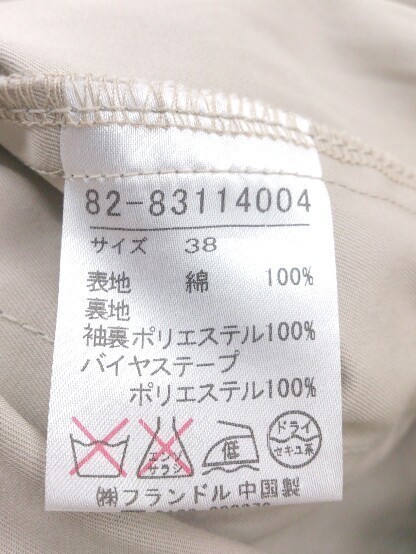 82-83114004
サイズ 38
表地 綿 100%
裏地
袖裏ポリエステル100%
バイヤステープ
ポリエステル100%
エンソ サラシ 低 ドライ セキユ系
㈱フランドル 中国製